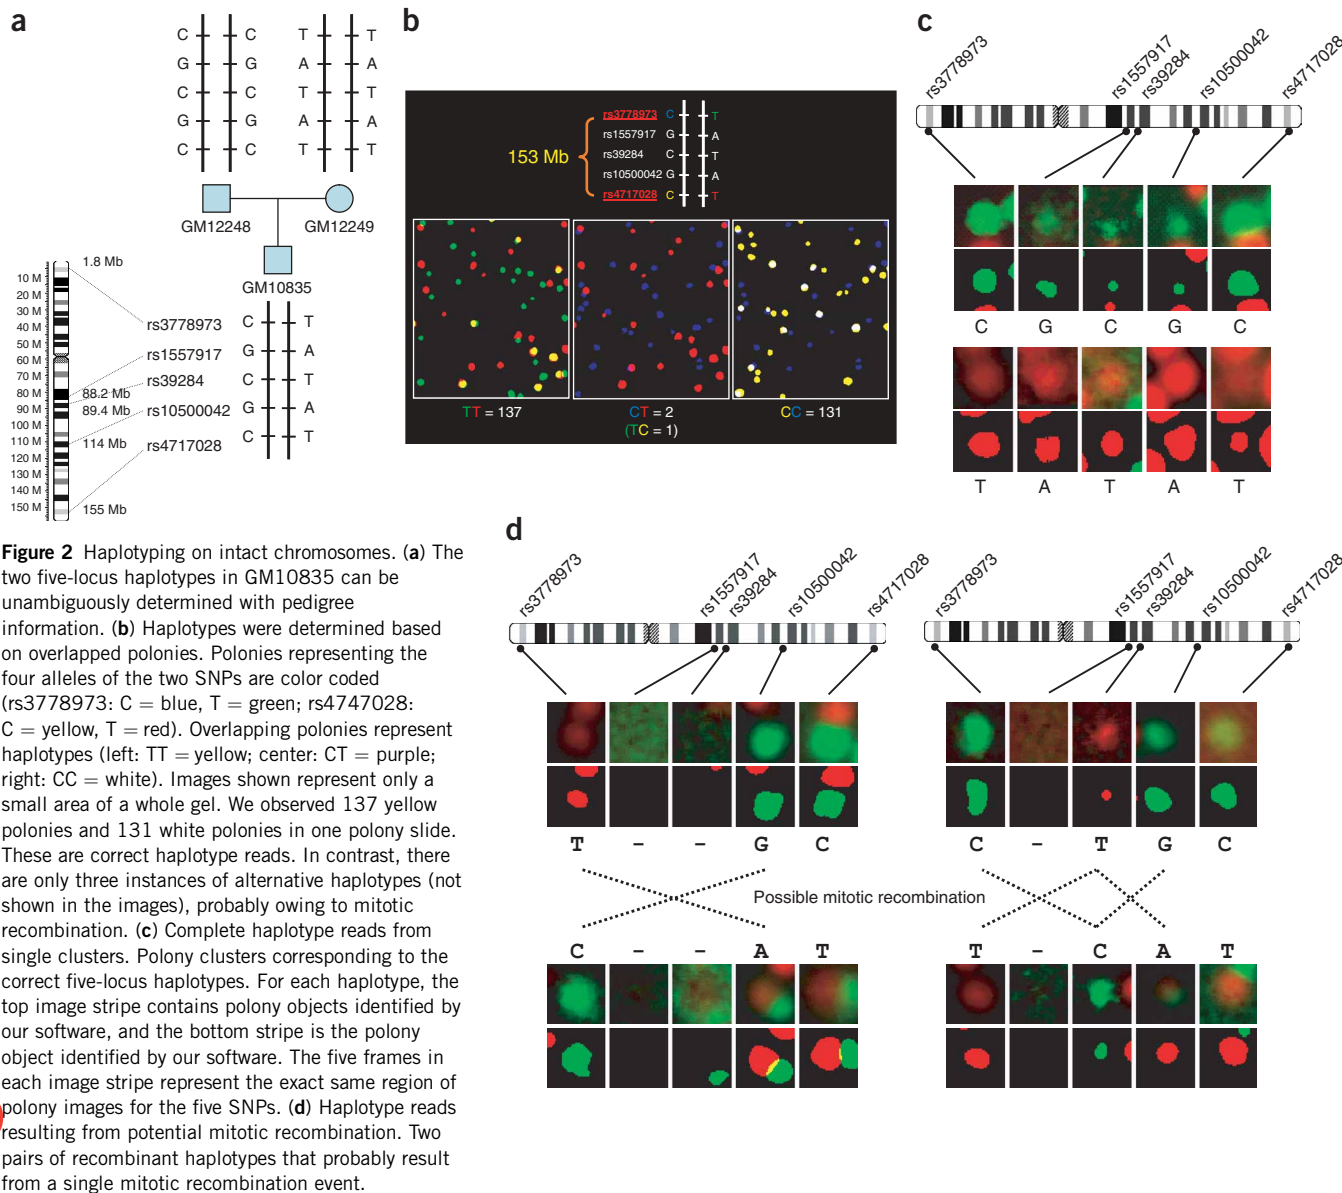 a
C C T T
G G A A
C C T T
G G A A
C C T T
GM12248 GM12249
GM10835
C T
G A
C T
G A
C T
1.8 Mb
10 M
20 M
30 M
40 M
50 M
60 M
70 M
80 M
90 M
100 M
110 M
120 M
130 M
140 M
150 M
rs3778973
rs1557917
rs39284
rs10500042
rs4717028
88.2 Mb
89.4 Mb
114 Mb
155 Mb
b
153 Mb
rs3778973 C T
rs1557917 G A
rs39284 C T
rs10500042 G A
rs4717028 C T
TT = 137
CT = 2
(TC = 1)
CC = 131
c
rs3778973
rs1557917
rs39284
rs10500042
rs4717028
C G C G C
T A T A T
Figure 2 Haplotyping on intact chromosomes. (a) The
two five-locus haplotypes in GM10835 can be
unambiguously determined with pedigree
information. (b) Haplotypes were determined based
on overlapped polonies. Polonies representing the
four alleles of the two SNPs are color coded
(rs3778973: C = blue, T = green; rs4747028:
C = yellow, T = red). Overlapping polonies represent
haplotypes (left: TT = yellow; center: CT = purple;
right: CC = white). Images shown represent only a
small area of a whole gel. We observed 137 yellow
polonies and 131 white polonies in one polony slide.
These are correct haplotype reads. In contrast, there
are only three instances of alternative haplotypes (not
shown in the images), probably owing to mitotic
recombination. (c) Complete haplotype reads from
single clusters. Polony clusters corresponding to the
correct five-locus haplotypes. For each haplotype, the
top image stripe contains polony objects identified by
our software, and the bottom stripe is the polony
object identified by our software. The five frames in
each image stripe represent the exact same region of
polony images for the five SNPs. (d) Haplotype reads
resulting from potential mitotic recombination. Two
pairs of recombinant haplotypes that probably result
from a single mitotic recombination event.
d
rs3778973
rs1557917
rs39284
rs10500042
rs4717028
rs3778973
rs1557917
rs39284
rs10500042
rs4717028
T - - G C
C - T G C
Possible mitotic recombination
C - - A T
T - C A T